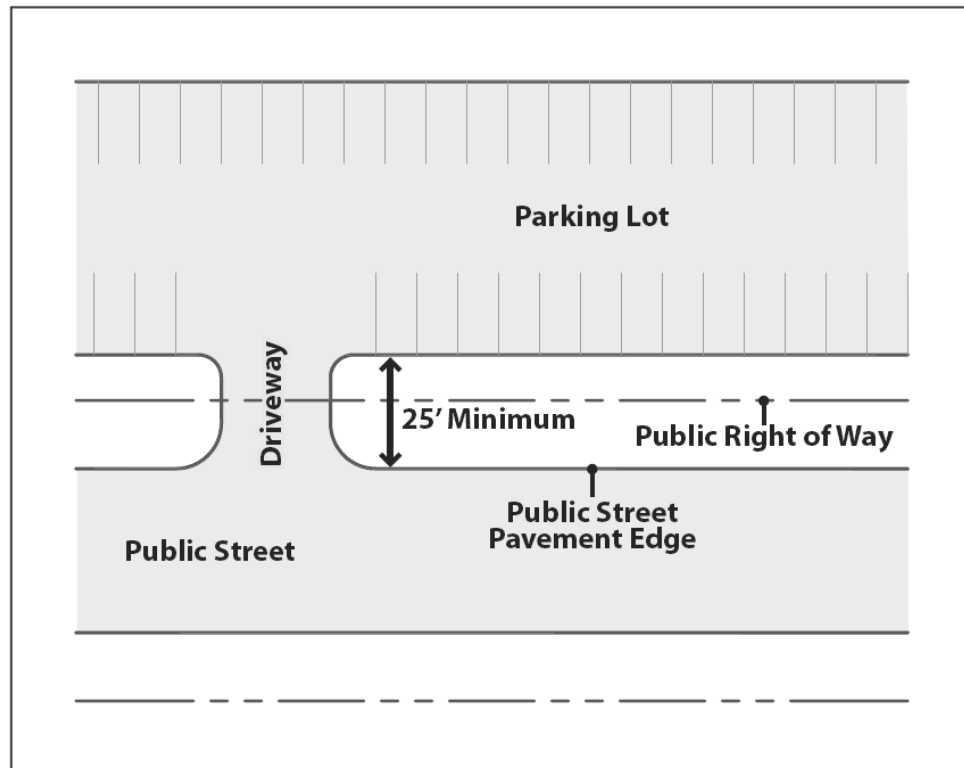 Parking Lot
Driveway
25’ Minimum
Public Right of Way
Public Street
Pavement Edge
Public Street